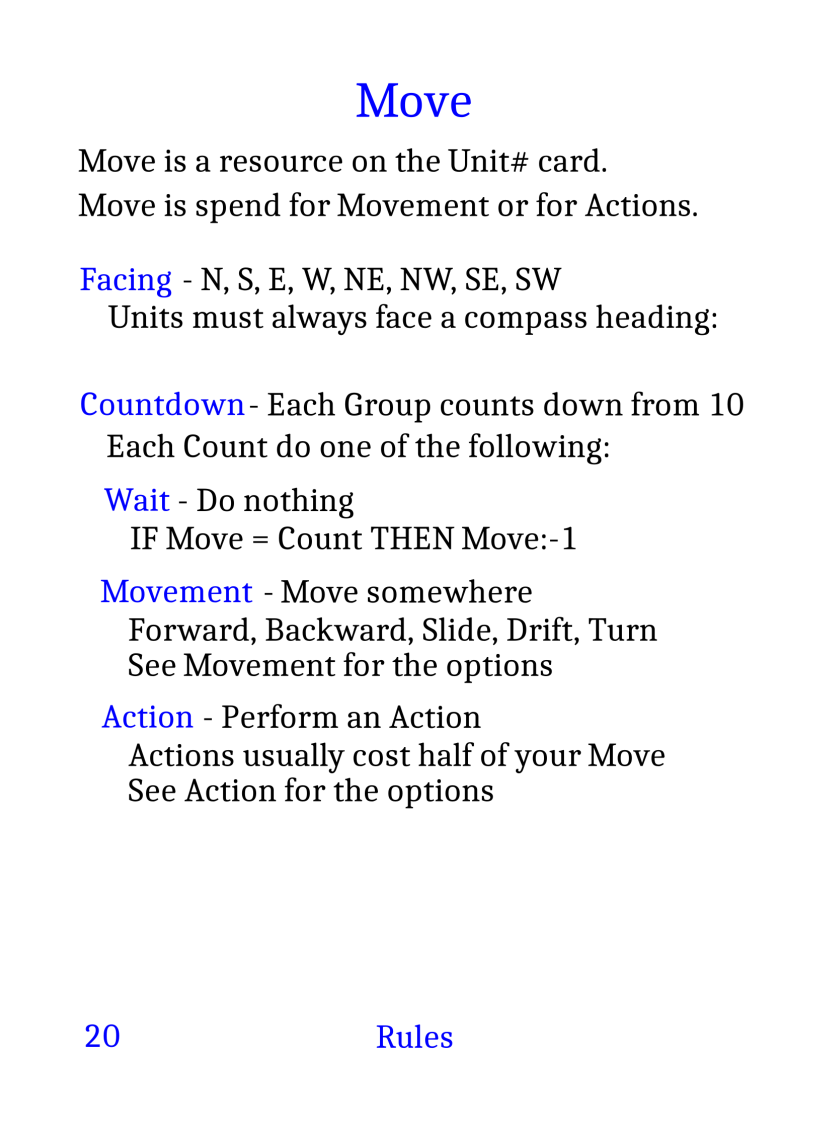 Move
Move is a resource on the Unit# card.
Move is spend for Movement or for Actions.
Facing - N, S, E, W, NE, NW, SE, SW
Units must always face a compass heading:
Countdown - Each Group counts down from 10
Each Count do one of the following:
Wait - Do nothing
IF Move = Count THEN Move:-1
Movement - Move somewhere
Forward, Backward, Slide, Drift, Turn
See Movement for the options
Action - Perform an Action
Actions usually cost half of your Move
See Action for the options
20 Rules